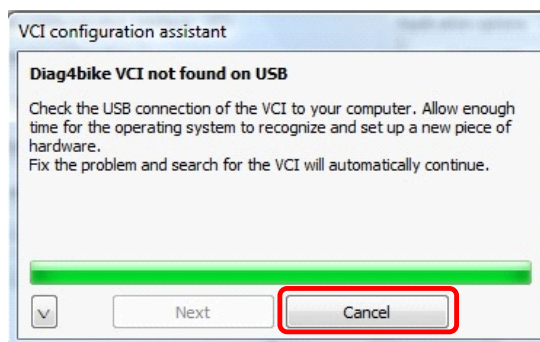 VCI configuration assistant
Diag4bike VCI not found on USB
Check the USB connection of the VCI to your computer. Allow enough
time for the operating system to recognize and set up a new piece of
hardware.
Fix the problem and search for the VCI will automatically continue.
Next
Cancel